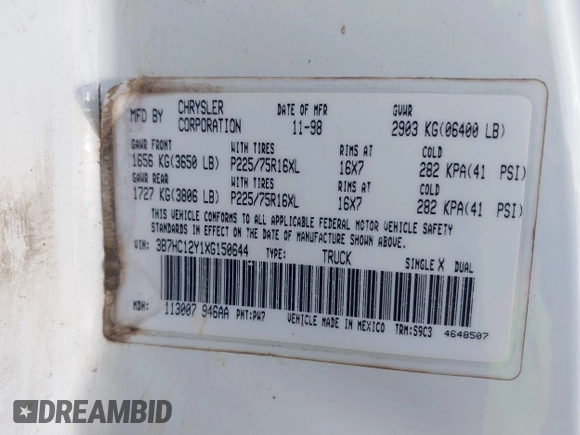 MFD BY CHRYSLER CORPORATION DATE OF MFR 11-98 GVWR 2903 KG(06400 LB)
GAWR FRONT WITH TIRES RIMS AT COLD
1656 KG(3650 LB) P225/75R16XL 16X7 282 KPA(41 PSI)
GAWR REAR WITH TIRES RIMS AT COLD
1727 KG(3806 LB) P225/75R16XL 16X7 282 KPA(41 PSI)
THIS VEHICLE CONFORMS TO ALL APPLICABLE FEDERAL MOTOR VEHICLE SAFETY
STANDARDS IN EFFECT ON THE DATE OF MANUFACTURE SHOWN ABOVE.
VIN: 3B7HC12Y1XG150644 TYPE: TRUCK SINGLE X DUAL
MDH: 113007 946AA PNT:PW7 VEHICLE MADE IN MEXICO TRM:S9C3 4648507
DREAMBID